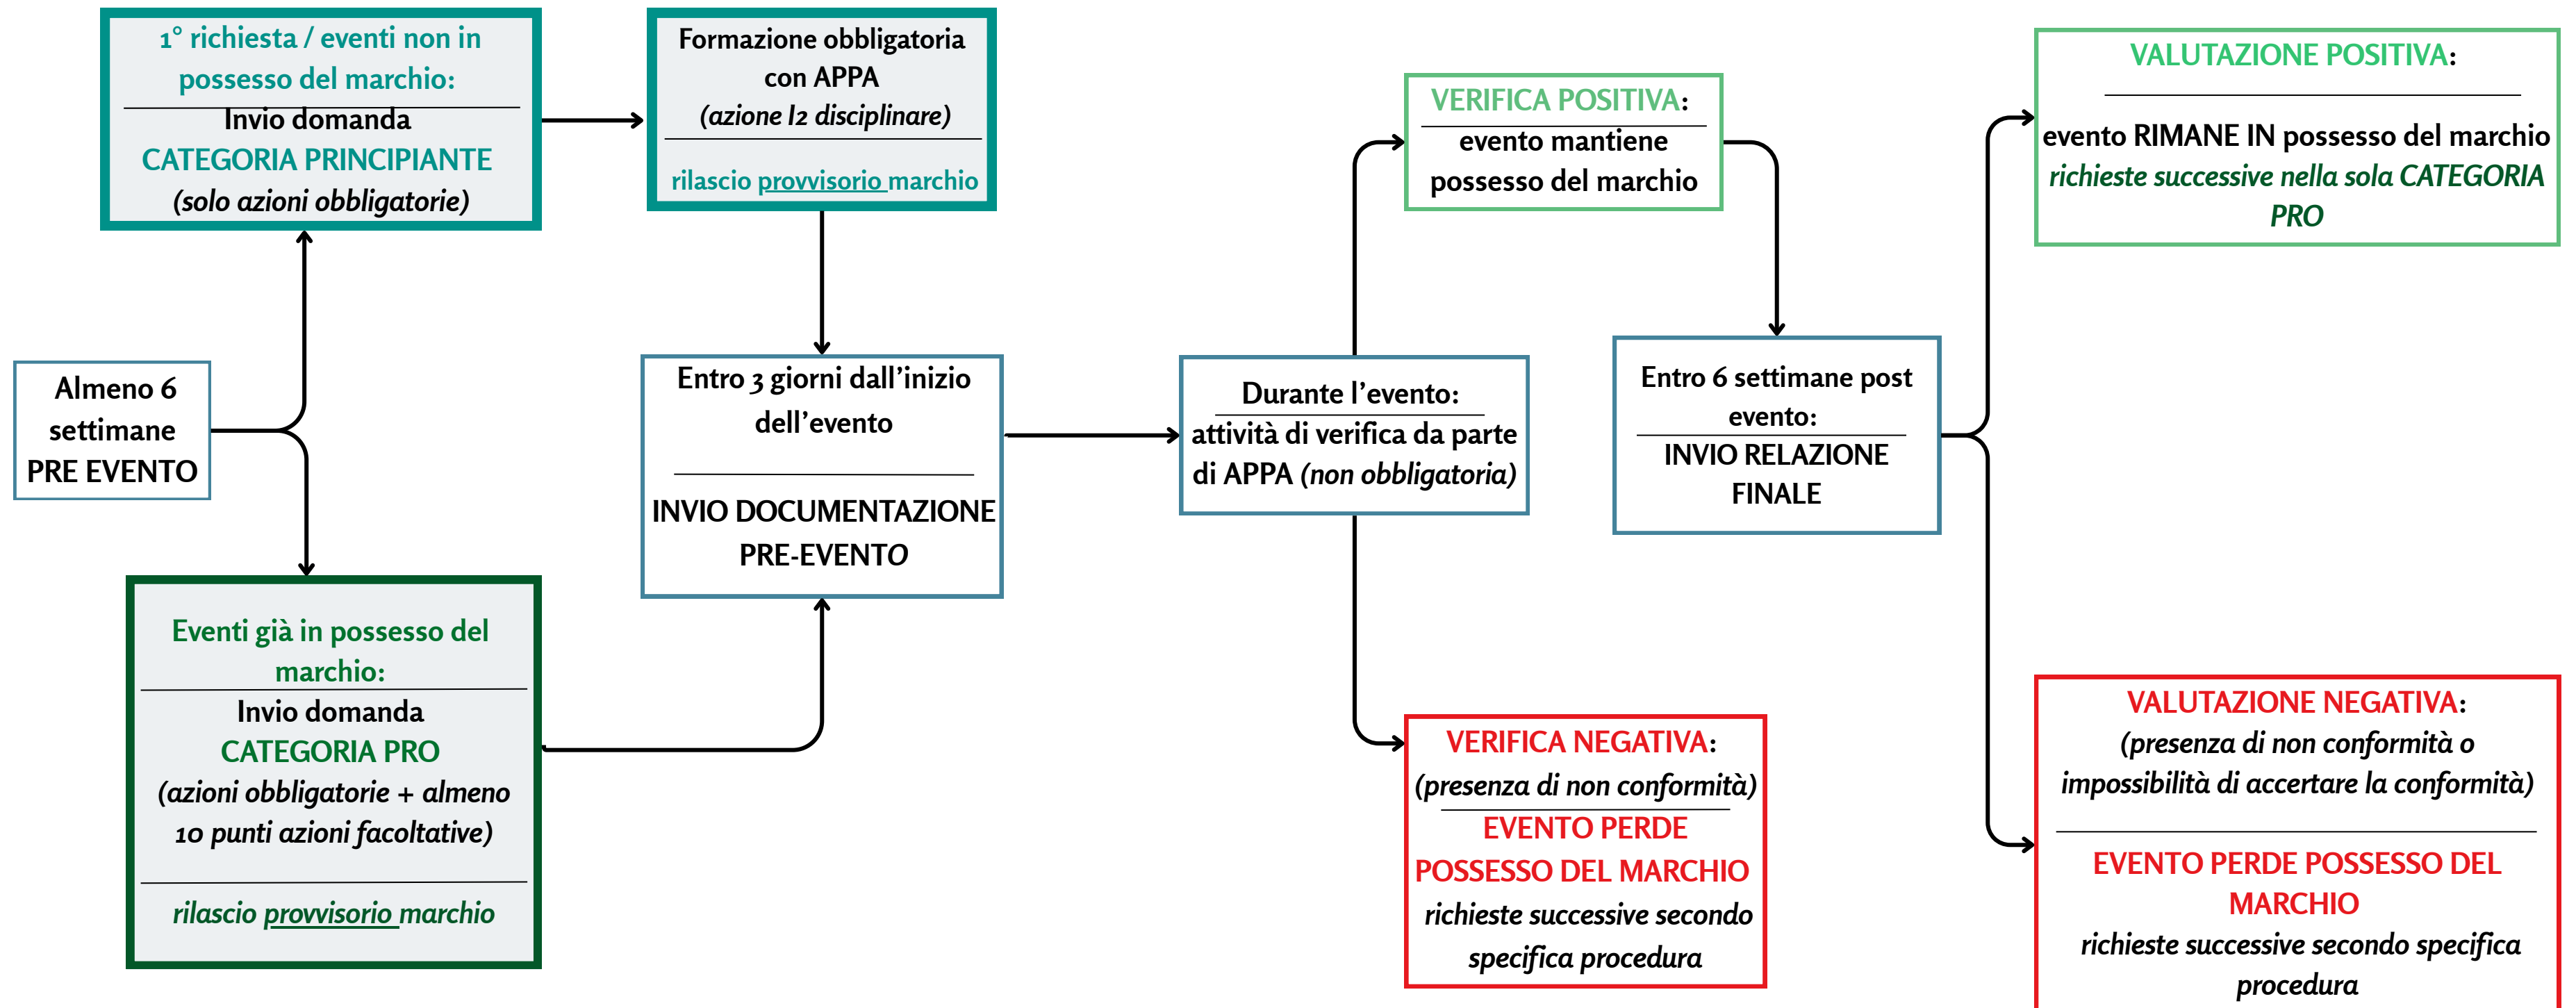 Almeno 6
settimane
PRE EVENTO
1° richiesta / eventi non in
possesso del marchio:
Invio domanda
CATEGORIA PRINCIPIANTE
(solo azioni obbligatorie)
Formazione obbligatoria
con APPA
(azione I2 disciplinare)
rilascio provvisorio marchio
Eventi già in possesso del
marchio:
Invio domanda
CATEGORIA PRO
(azioni obbligatorie + almeno
10 punti azioni facoltative)
rilascio provvisorio marchio
Entro 3 giorni dall’inizio
dell’evento
INVIO DOCUMENTAZIONE
PRE-EVENTO
Durante l’evento:
attività di verifica da parte
di APPA (non obbligatoria)
VERIFICA POSITIVA:
evento mantiene
possesso del marchio
VERIFICA NEGATIVA:
(presenza di non conformità)
EVENTO PERDE
POSSESSO DEL MARCHIO
richieste successive secondo
specifica procedura
Entro 6 settimane post
evento:
INVIO RELAZIONE
FINALE
VALUTAZIONE POSITIVA:
evento RIMANE IN possesso del marchio
richieste successive nella sola CATEGORIA
PRO
VALUTAZIONE NEGATIVA:
(presenza di non conformità o
impossibilità di accertare la conformità)
EVENTO PERDE POSSESSO DEL
MARCHIO
richieste successive secondo specifica
procedura